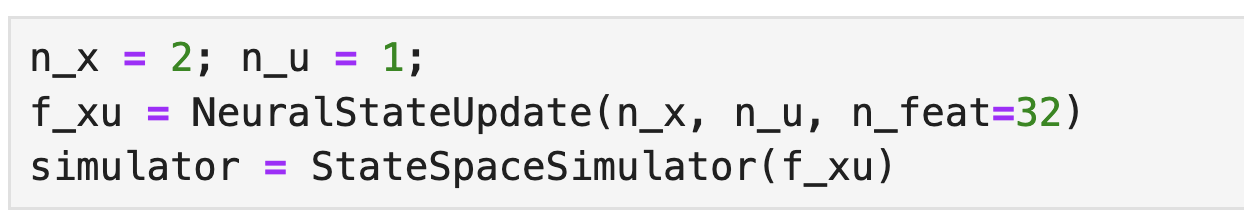 n_x = 2; n_u = 1;
f_xu = NeuralStateUpdate(n_x, n_u, n_feat=32)
simulator = StateSpaceSimulator(f_xu)